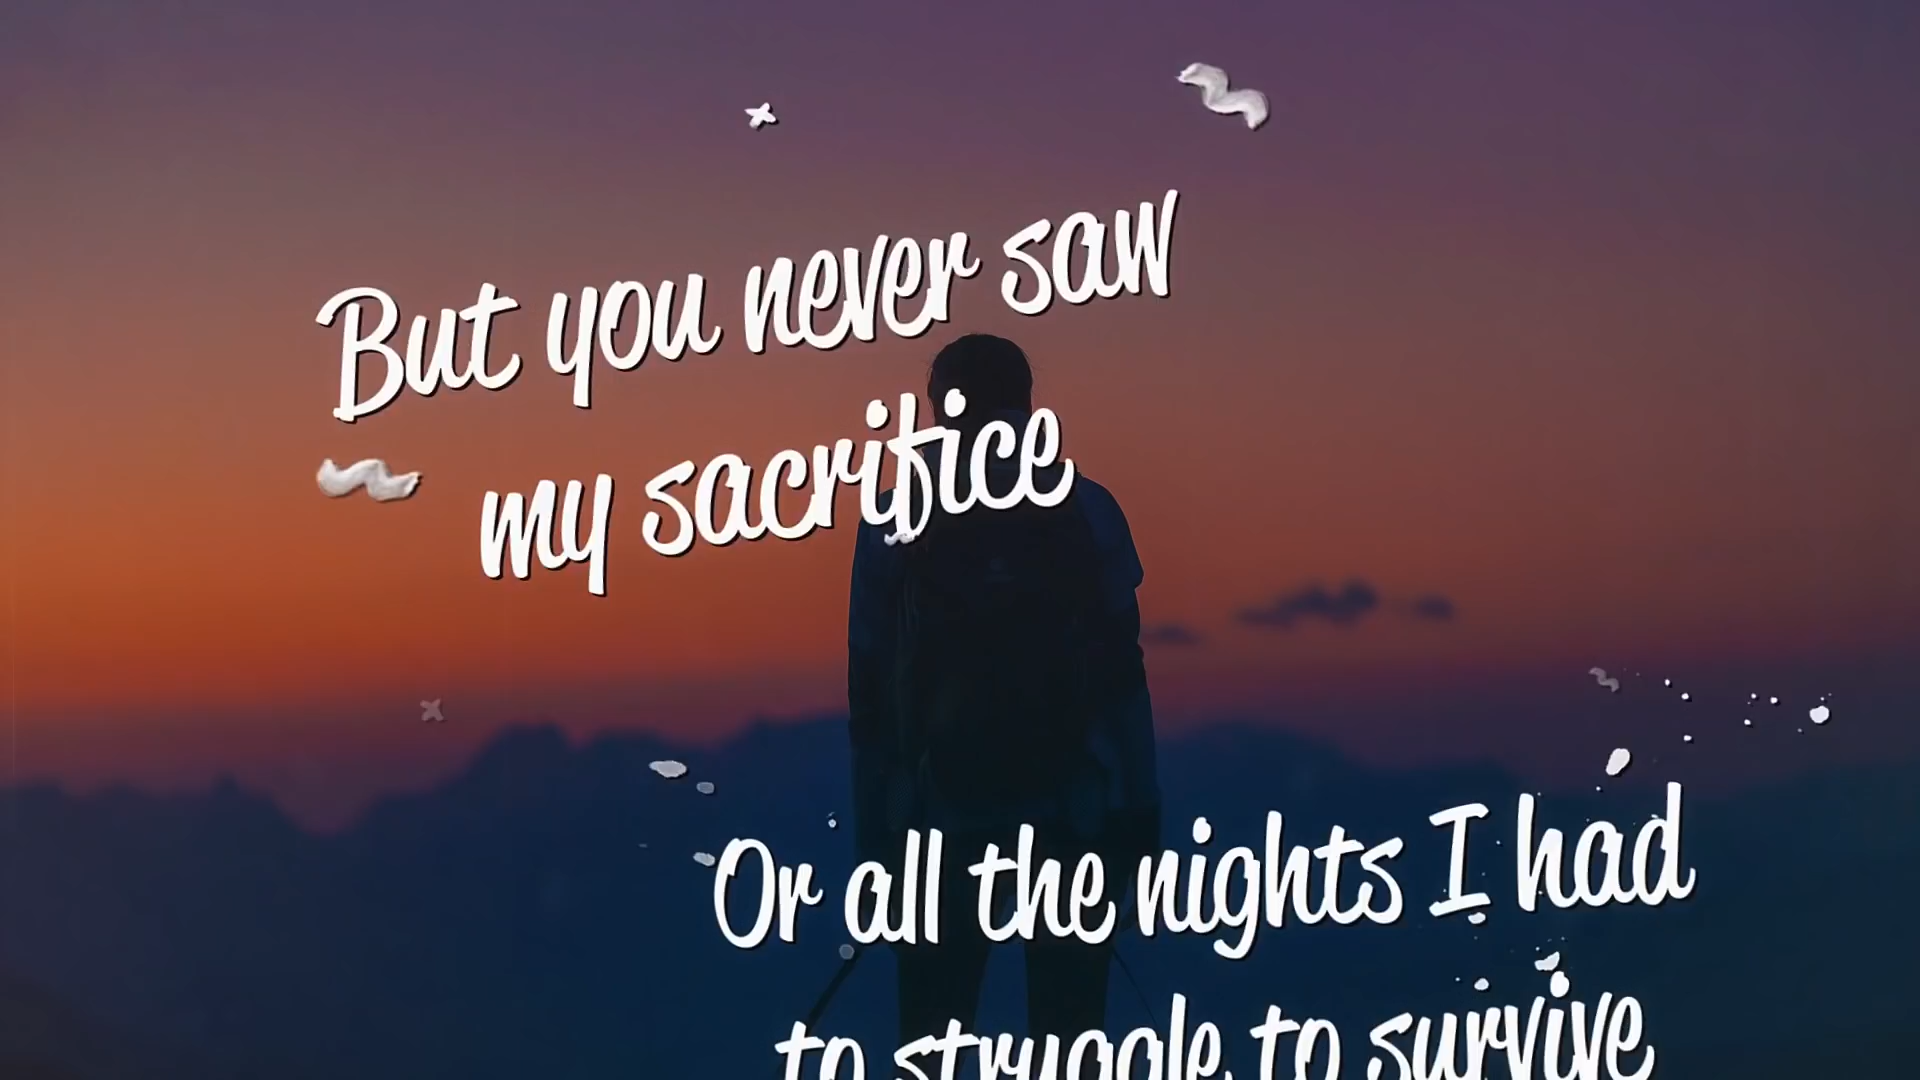 But you never saw
my sacrifice
Or all the nights I had
to struggle to survive